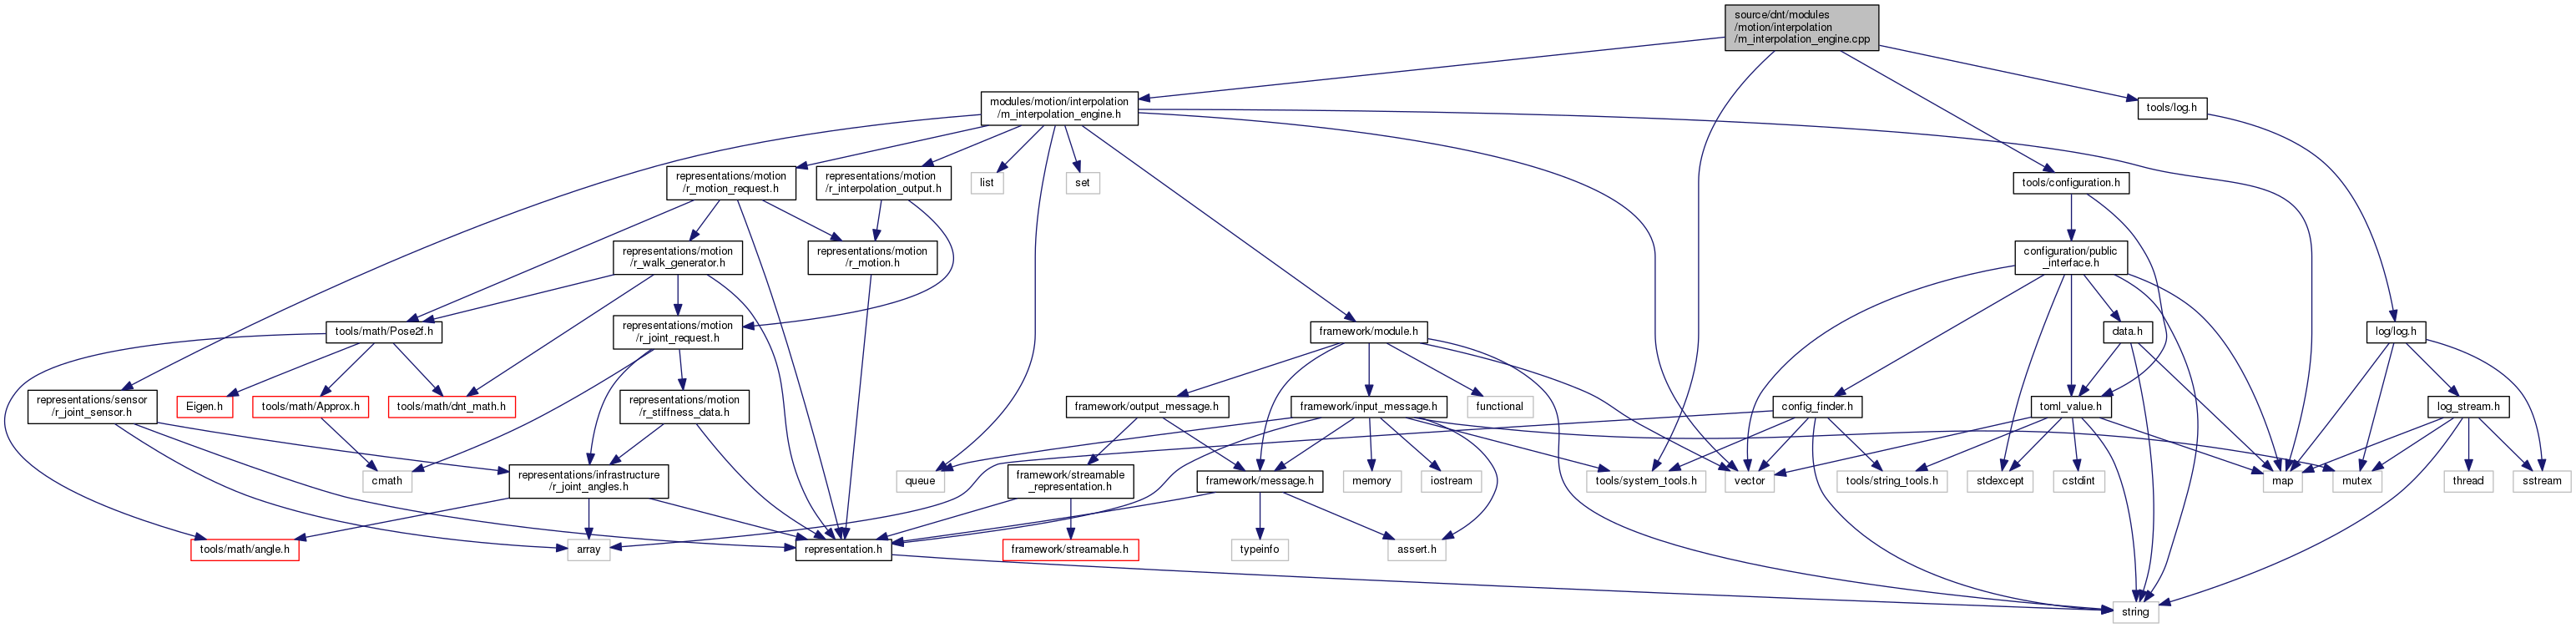 source/dnt/modules
/motion/interpolation
/m_interpolation_engine.cpp
modules/motion/interpolation
/m_interpolation_engine.h
tools/log.h
representations/motion
/r_motion_request.h
representations/motion
/r_interpolation_output.h
list
set
tools/configuration.h
representations/motion
/r_walk_generator.h
representations/motion
/r_motion.h
configuration/public
_interface.h
tools/math/Pose2f.h
representations/motion
/r_joint_request.h
framework/module.h
data.h
log/log.h
representations/sensor
/r_joint_sensor.h
Eigen.h
tools/math/Approx.h
tools/math/dnt_math.h
representations/motion
/r_stiffness_data.h
framework/output_message.h
framework/input_message.h
functional
config_finder.h
toml_value.h
log_stream.h
cmath
representations/infrastructure
/r_joint_angles.h
queue
framework/streamable
_representation.h
framework/message.h
memory
iostream
tools/system_tools.h
vector
tools/string_tools.h
stdexcept
cstdint
map
mutex
thread
sstream
tools/math/angle.h
array
representation.h
framework/streamable.h
typeinfo
assert.h
string